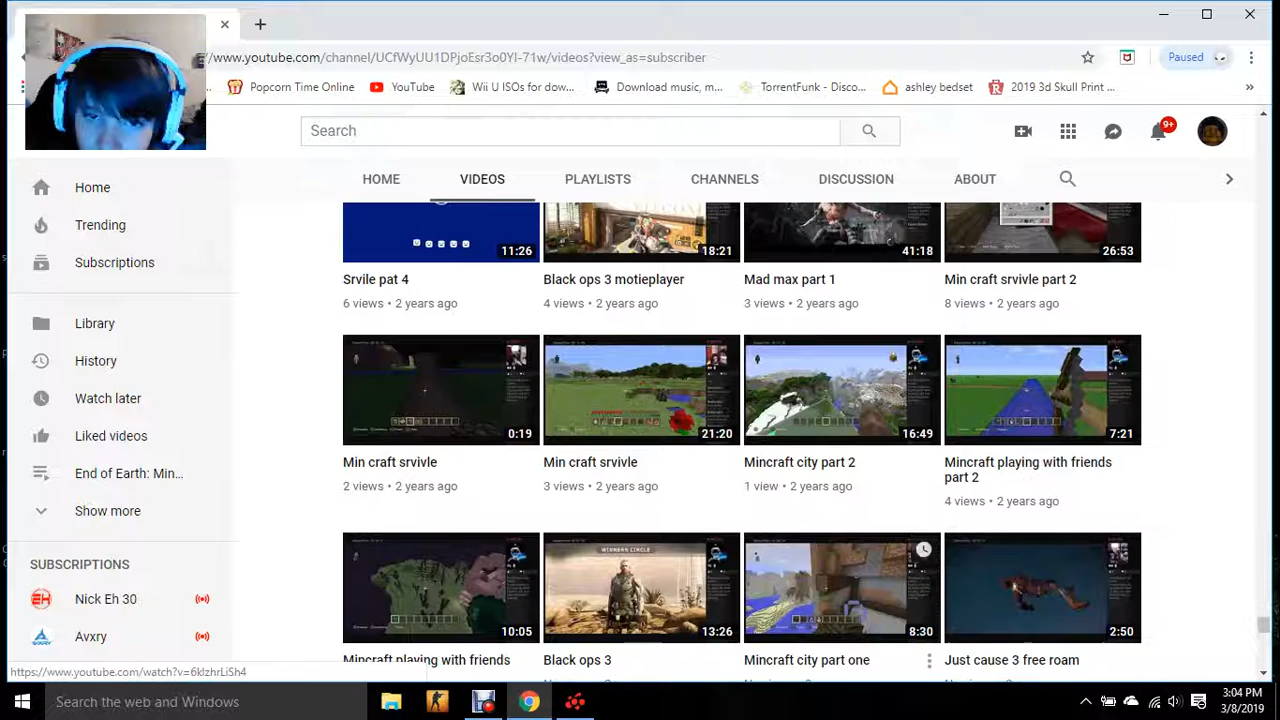 //www.youtube.com/channel/UCfWyUU1DPjoEsr3o0YI-71w/videos?view_as=subscriber
Paused
Popcorn Time Online
YouTube
Wii U ISOs for dow...
Download music, m...
TorrentFunk - Disco...
ashley bedset
2019 3d Skull Print ...
»
Search
9+
HOME
VIDEOS
PLAYLISTS
CHANNELS
DISCUSSION
ABOUT
Home
Trending
Subscriptions
Library
History
Watch later
Liked videos
End of Earth: Min...
Show more
SUBSCRIPTIONS
Nick Eh 30
Avxry
11:26
18:21
41:18
26:53
Srvile pat 4
Black ops 3 motieplayer
Mad max part 1
Min craft srvivle part 2
6 views • 2 years ago
4 views • 2 years ago
3 views • 2 years ago
8 views • 2 years ago
0:19
21:20
16:49
7:21
Min craft srvivle
Min craft srvivle
Mincraft city part 2
Mincraft playing with friends
part 2
2 views • 2 years ago
3 views • 2 years ago
1 view • 2 years ago
4 views • 2 years ago
WINNERS CIRCLE
10:05
13:26
8:30
2:50
Mincraft playing with friends
Black ops 3
Mincraft city part one
Just cause 3 free roam
https://www.youtube.com/watch?v=6kIzhrLiSh4
Search the web and Windows
3:04 PM
3/8/2019